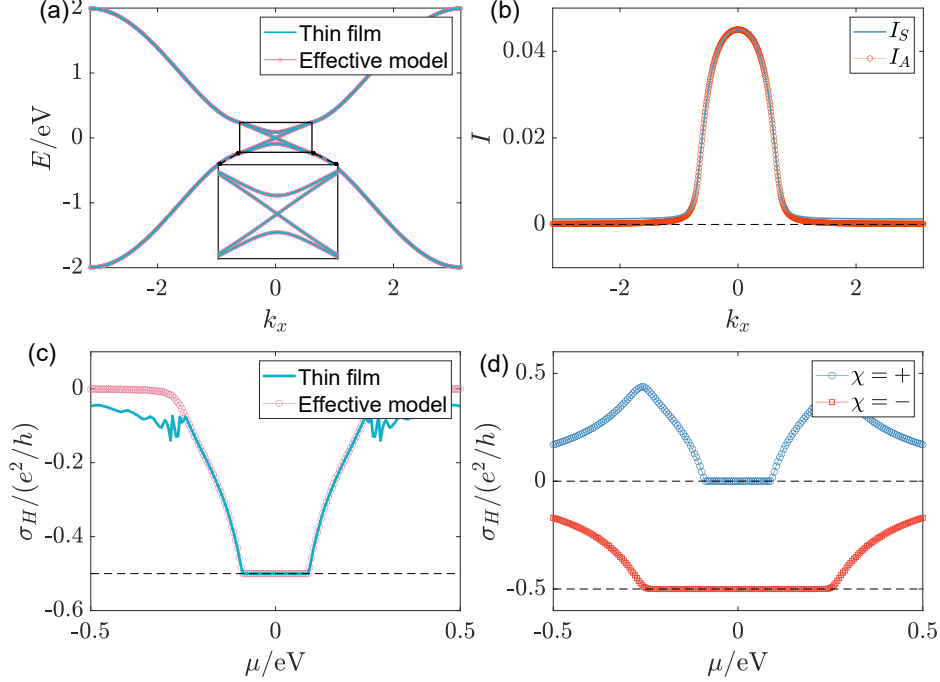 (a)
Thin film
Effective model
2
1
0
-1
-2
E/eV
-2
0
2
k_x
(b)
I_S
I_A
0.04
0.02
0
I
-2
0
2
k_x
(c)
Thin film
Effective model
0
-0.2
-0.4
-0.6
σ_H/(e²/h)
-0.5
0
0.5
μ/eV
(d)
χ = +
χ = −
0.5
0
-0.5
σ_H/(e²/h)
-0.5
0
0.5
μ/eV